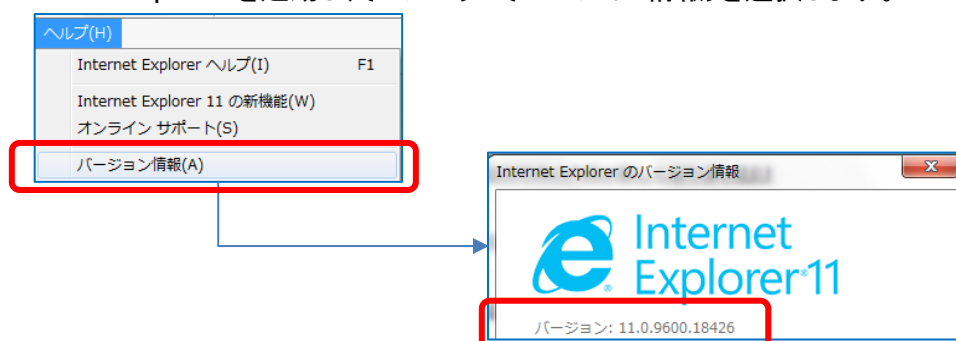 ヘルプ(H)
Internet Explorer ヘルプ(I) F1
Internet Explorer 11 の新機能(W)
オンライン サポート(S)
バージョン情報(A)
Internet Explorer のバージョン情報
Internet
Explorer®11
バージョン: 11.0.9600.18426